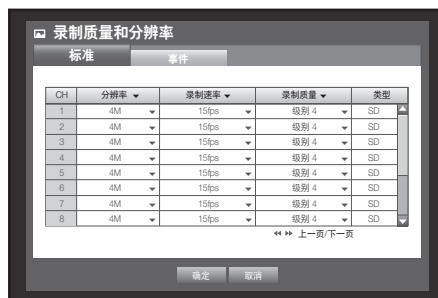 录制质量和分辨率
标准 事件
CH 分辨率 录制速率 录制质量 类型
1 4M 15fps 级别 4 SD
2 4M 15fps 级别 4 SD
3 4M 15fps 级别 4 SD
4 4M 15fps 级别 4 SD
5 4M 15fps 级别 4 SD
6 4M 15fps 级别 4 SD
7 4M 15fps 级别 4 SD
8 4M 15fps 级别 4 SD
上一页/下一页
确定 取消